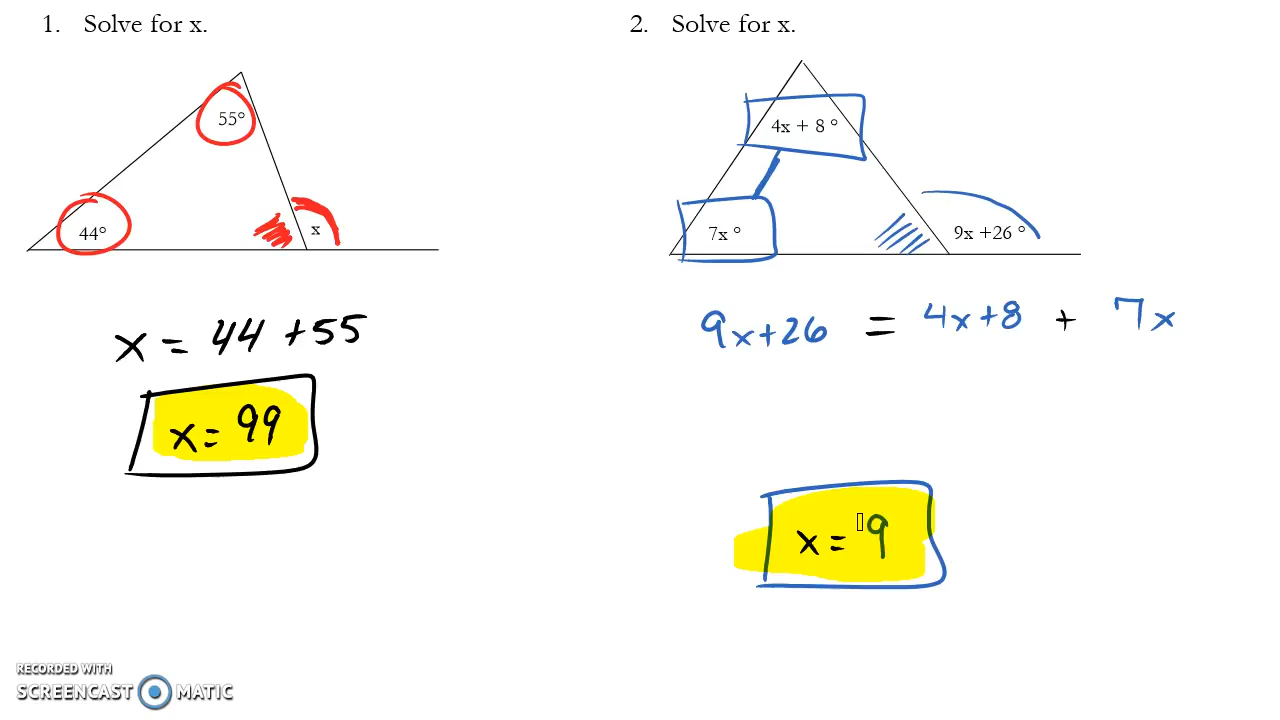 1. Solve for x.
55°
44°
x
x = 44 + 55
x = 99
2. Solve for x.
4x + 8 °
7x °
9x +26 °
9x+26 = 4x+8 + 7x
x = 9
RECORDED WITH
SCREENCAST MATIC